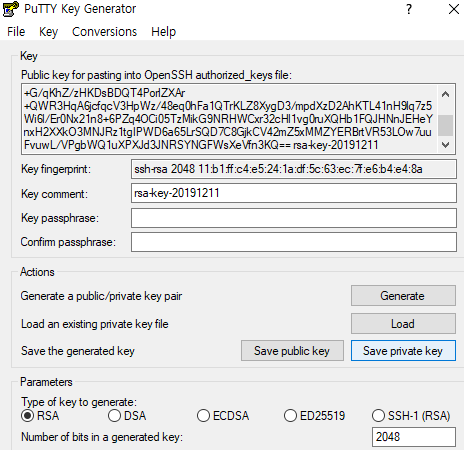 PuTTY Key Generator
?
File Key Conversions Help
Key
Public key for pasting into OpenSSH authorized_keys file:
+G/qKhZ/zHKDsBDQT4PorlZXAr
+QWR3HqA6jcfqcV3HpWz/48eq0hFa1QTrKLZ8XygD3/mpdXzD2AhKTL41nH9Iq7z5
Wi6l/Er0Nx21n8+6PZq4OCi05TzMikG9NRHWCxr32cHI1vg0ruXQHb1FQJHNnJEHeY
nxH2XXkO3MNJRz1tgIPWD6a65LrSQD7C8GjkCV42mZ5xMMZYERBrtVR53LOw7uu
FvuwL/VPgbWQ1uXPXJd3JNRSYNGFWsXeVfn3KQ== rsa-key-20191211
Key fingerprint: ssh-rsa 2048 11:b1:ff:c4:e5:24:1a:df:5c:63:ec:7f:e6:b4:e4:8a
Key comment: rsa-key-20191211
Key passphrase:
Confirm passphrase:
Actions
Generate a public/private key pair Generate
Load an existing private key file Load
Save the generated key Save public key Save private key
Parameters
Type of key to generate:
RSA DSA ECDSA ED25519 SSH-1 (RSA)
Number of bits in a generated key: 2048